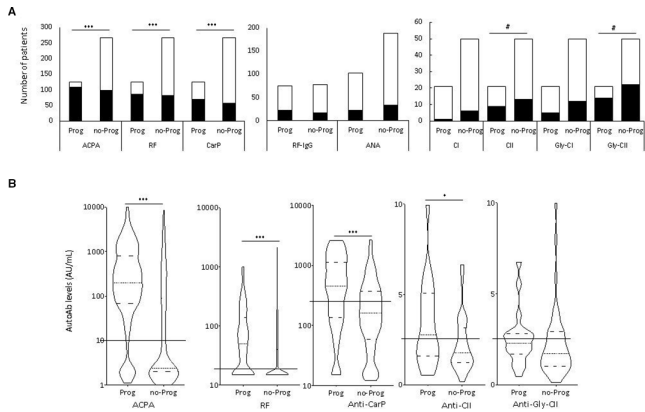 A
Number of patients
300
250
200
150
100
50
0
***
***
***
Prog no-Prog Prog no-Prog Prog no-Prog
ACPA RF CarP
200
150
100
50
0
Prog no-Prog Prog no-Prog
RF-IgG ANA
60
50
40
30
20
10
0
#
#
Prog no-Prog Prog no-Prog Prog no-Prog Prog no-Prog
CI CII Gly-CI Gly-CII
B
AutoAb levels (AU/mL)
10000
1000
100
10
1
***
Prog no-Prog
ACPA
10000
1000
100
10
***
Prog no-Prog
RF
10000
1000
100
10
***
Prog no-Prog
Anti-CarP
10
5
0
*
Prog no-Prog
Anti-CII
10
5
0
Prog no-Prog
Anti-Gly-CII